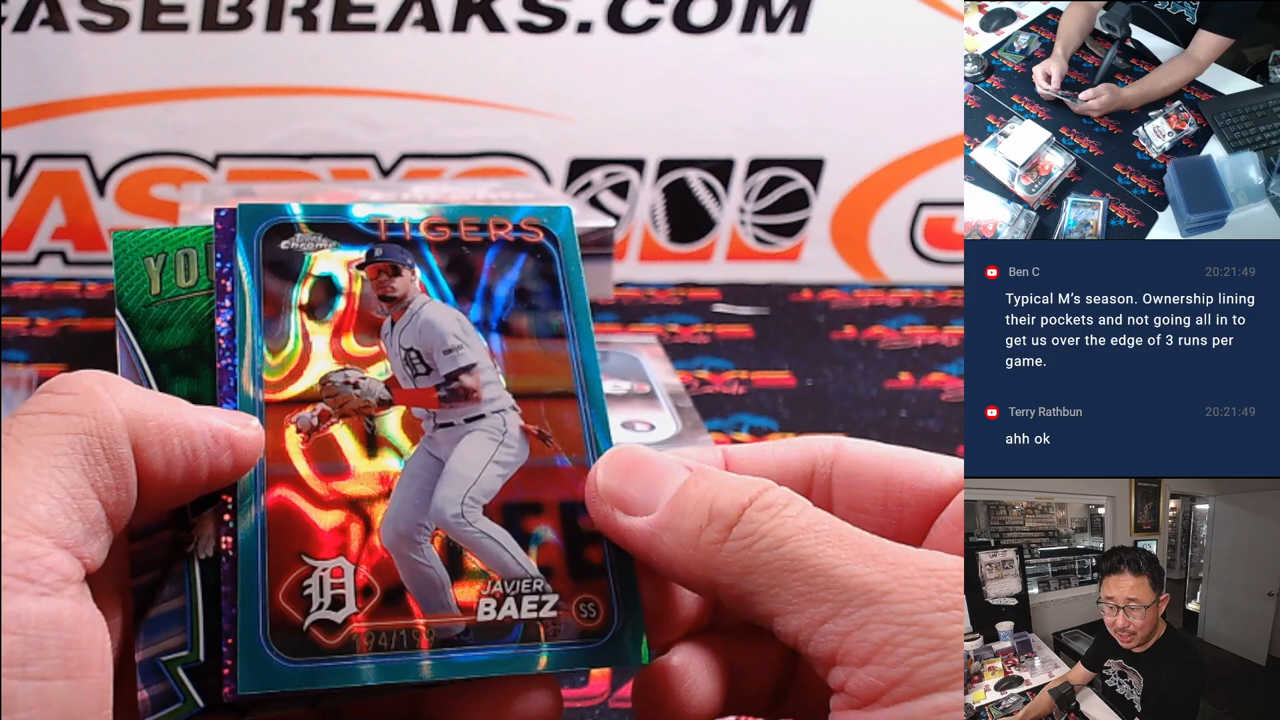 CASEBREAKS.COM
TIGERS
Topps
Chrome
YOU
D
D
D
JAVIER
BAEZ
SS
194/199
Ben C
20:21:49
Typical M’s season. Ownership lining
their pockets and not going all in to
get us over the edge of 3 runs per
game.
Terry Rathbun
20:21:49
ahh ok